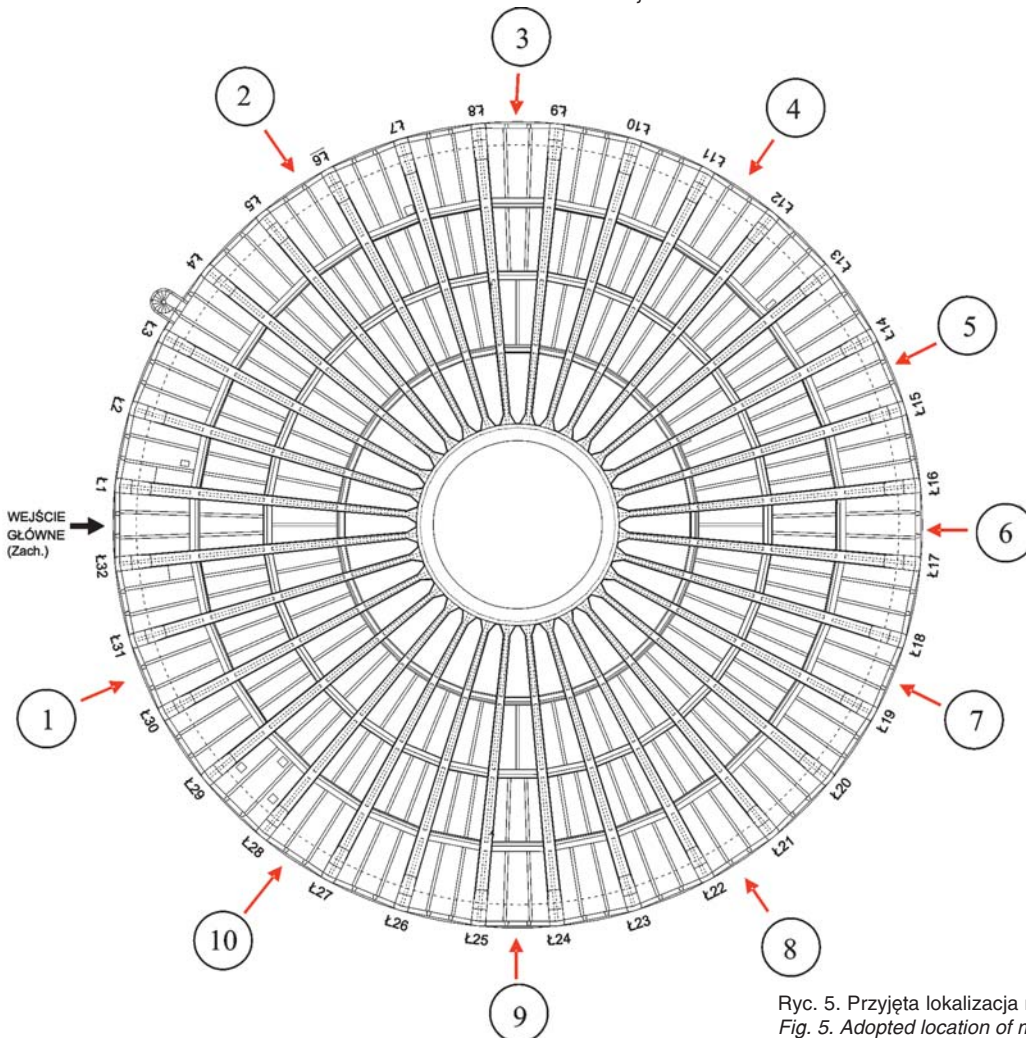 3
2
4
Ł8
Ł9
Ł7
Ł10
Ł6
Ł11
Ł5
Ł12
Ł4
Ł13
Ł3
Ł14
5
Ł2
Ł15
Ł1
Ł16
WEJŚCIE
GŁÓWNE
(Zach.)
6
Ł32
Ł17
Ł31
Ł18
1
Ł30
Ł19
7
Ł29
Ł20
Ł28
Ł21
Ł27
Ł22
Ł26
Ł23
Ł25
Ł24
10
8
9
Ryc. 5. Przyjęta lokalizacja
Fig. 5. Adopted location of